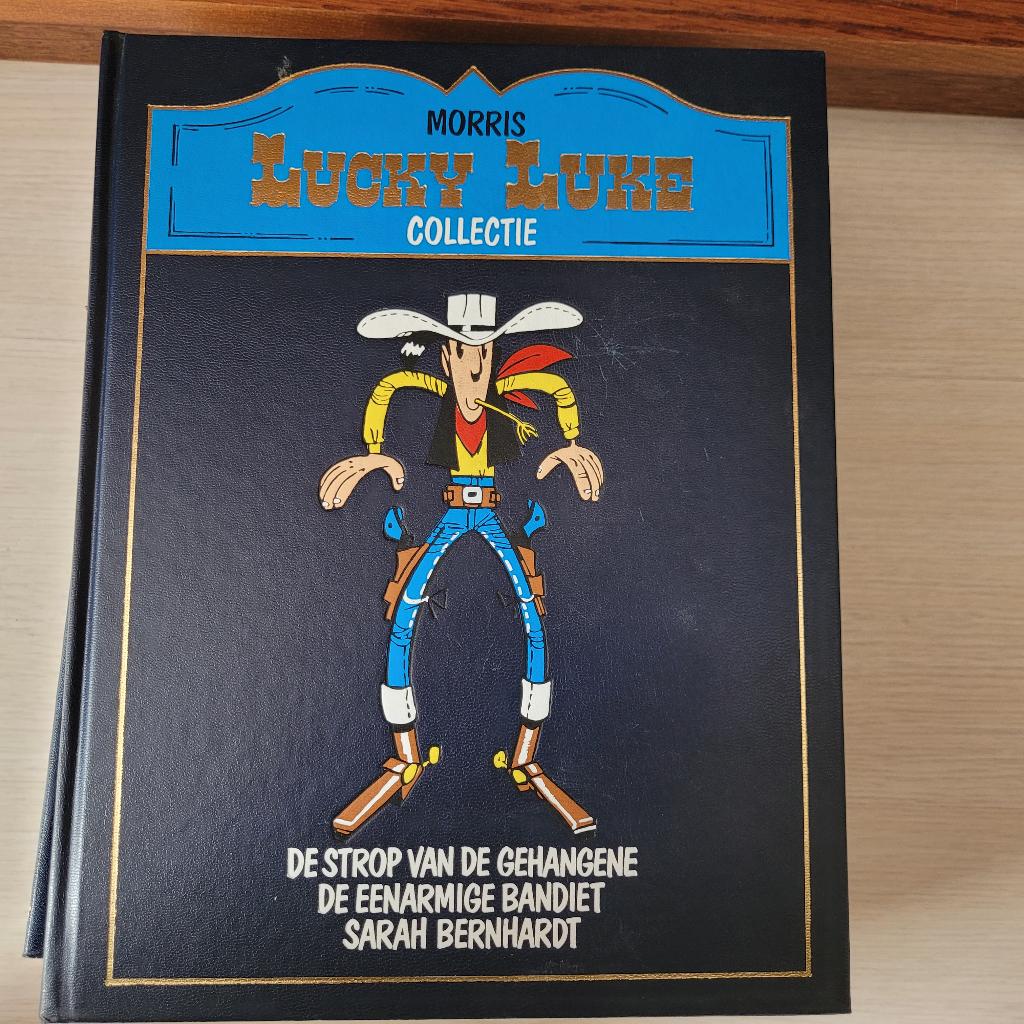 MORRIS
LUCKY LUKE
COLLECTIE
DE STROP VAN DE GEHANGENE
DE EENARMIGE BANDIET
SARAH BERNHARDT